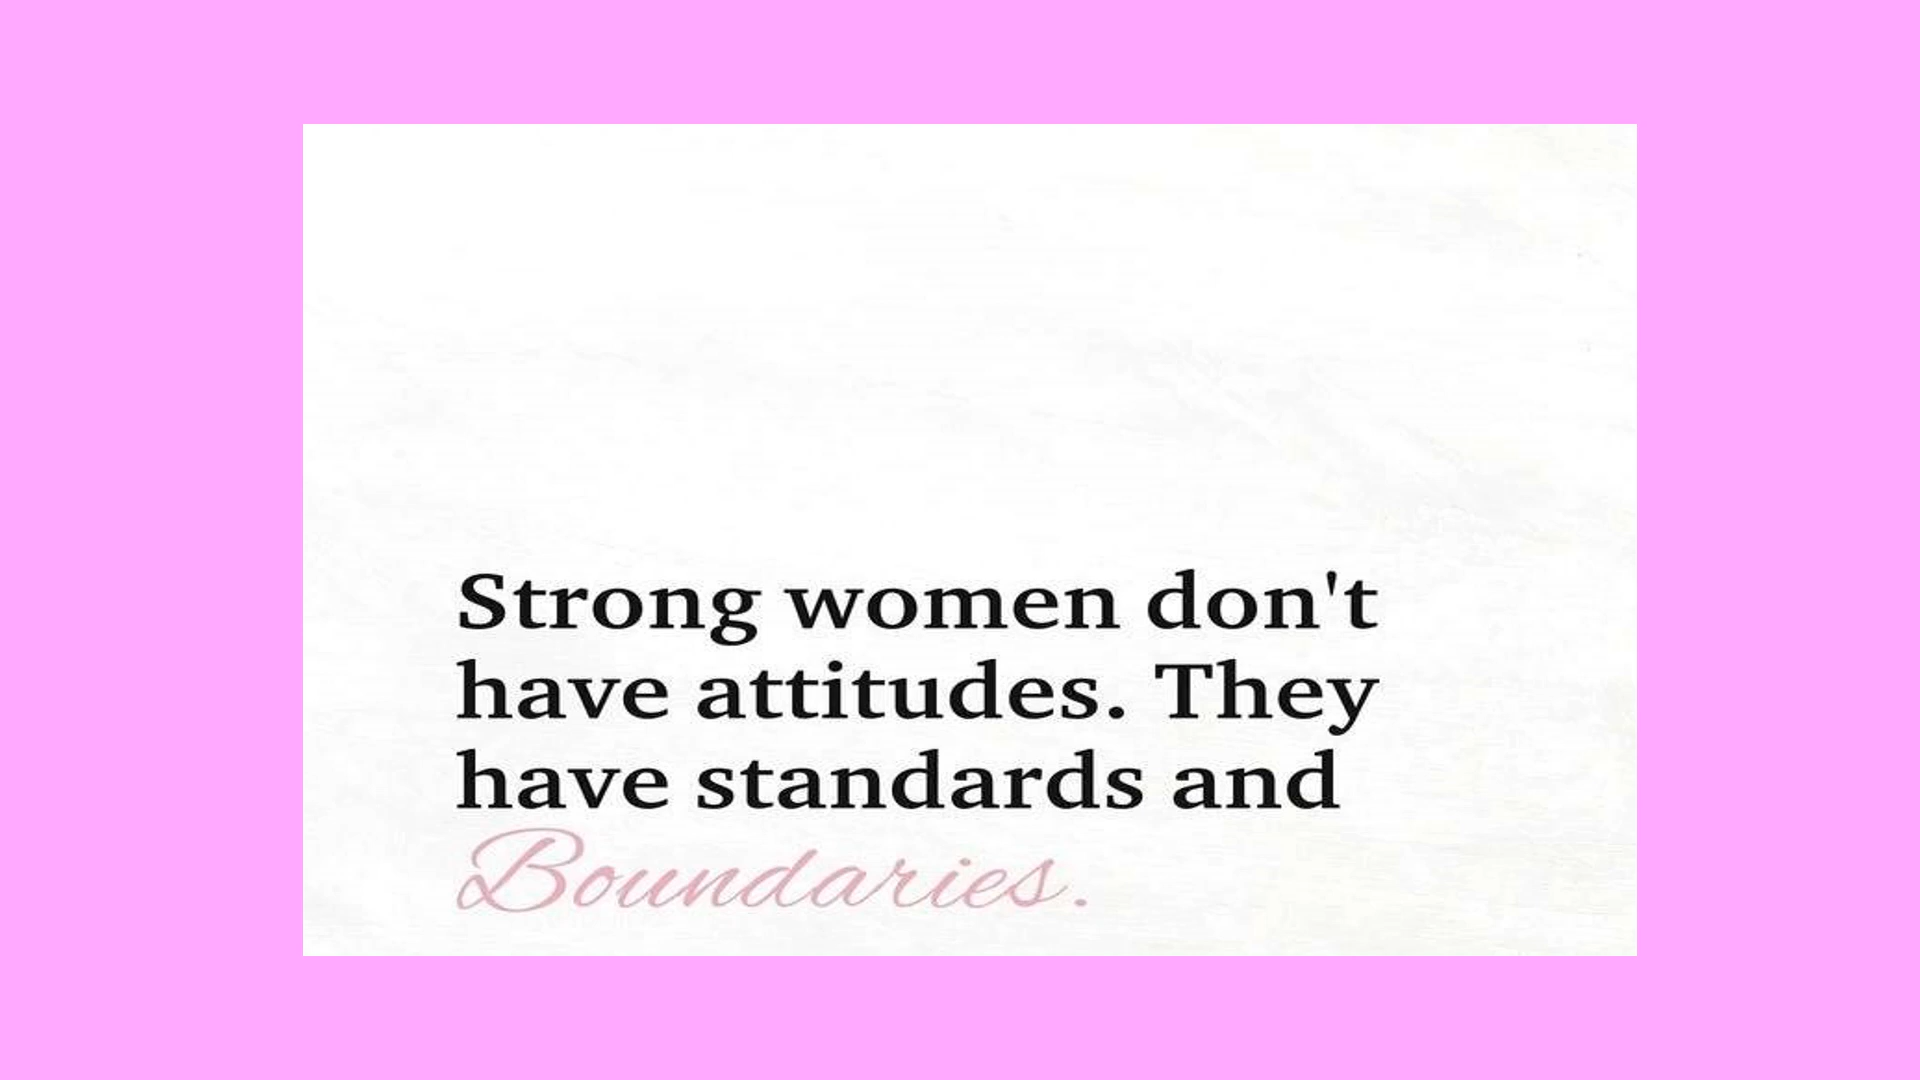 Strong women don't
have attitudes. They
have standards and
Boundaries.